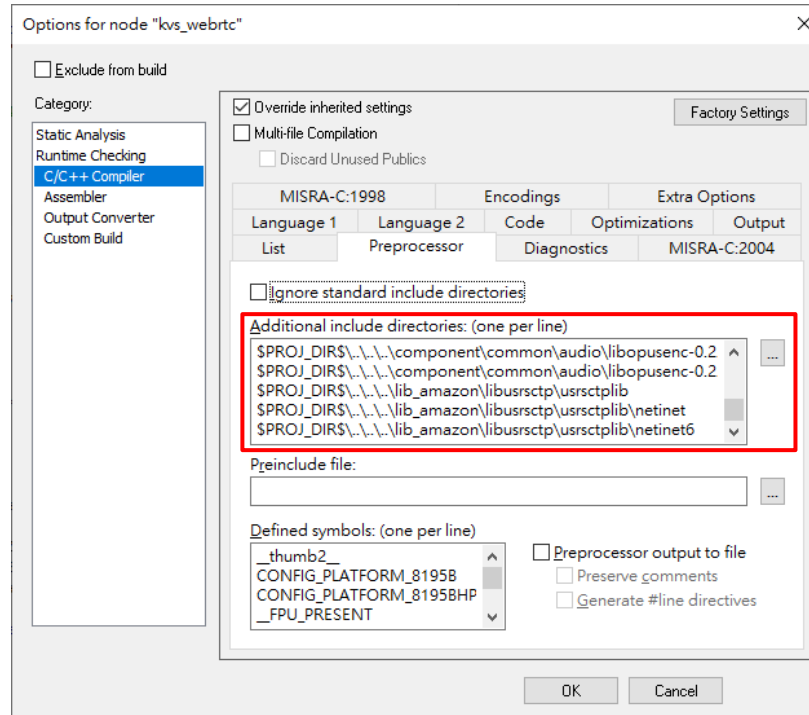 Options for node "kvs_webrtc"
Exclude from build
Category:
Static Analysis
Runtime Checking
C/C++ Compiler
Assembler
Output Converter
Custom Build
Override inherited settings
Factory Settings
Multi-file Compilation
Discard Unused Publics
MISRA-C:1998 Encodings Extra Options
Language 1 Language 2 Code Optimizations Output
List Preprocessor Diagnostics MISRA-C:2004
Ignore standard include directories
Additional include directories: (one per line)
$PROJ_DIR$\..\..\..\component\common\audio\libopusenc-0.2
$PROJ_DIR$\..\..\..\component\common\audio\libopusenc-0.2
$PROJ_DIR$\..\..\..\lib_amazon\libusrsctp\usrsctplib
$PROJ_DIR$\..\..\..\lib_amazon\libusrsctp\usrsctplib\netinet
$PROJ_DIR$\..\..\..\lib_amazon\libusrsctp\usrsctplib\netinet6
...
Preinclude file:
...
Defined symbols: (one per line)
__thumb2__
CONFIG_PLATFORM_8195B
CONFIG_PLATFORM_8195BHP
__FPU_PRESENT
Preprocessor output to file
Preserve comments
Generate #line directives
OK Cancel